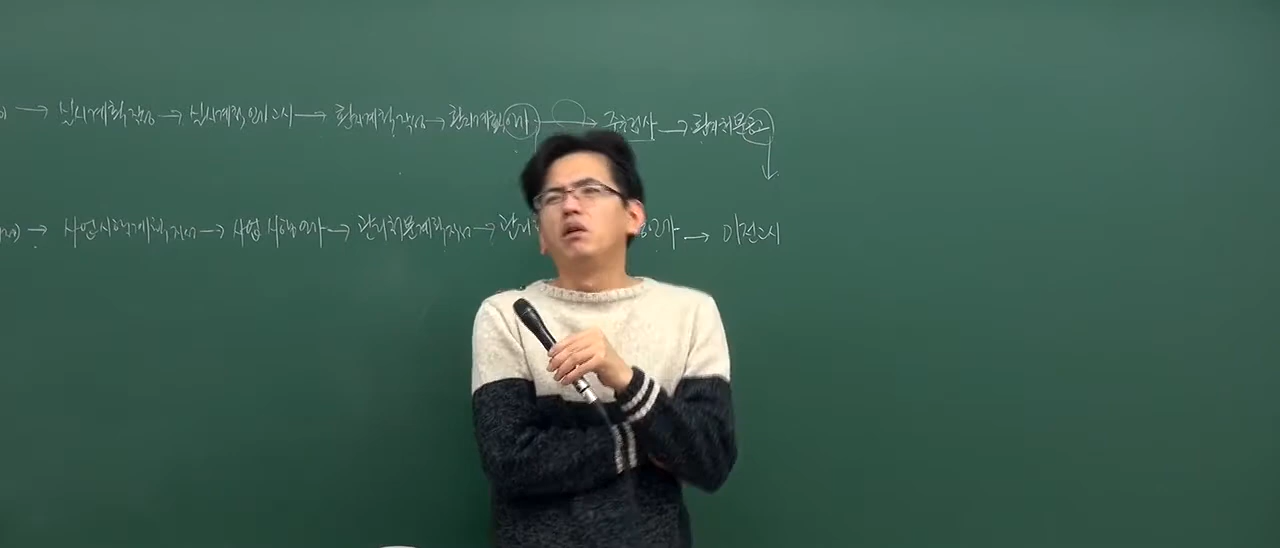 → 실시계획,작성 → 실시계획,인가고시 → 환지계획,작성 → 환지계획,인가 → 준공검사 → 환지처분공고
→ 사업시행계획,작성 → 사업시행인가 → 관리처분계획,작성 → 관리 인가 → 이전고시